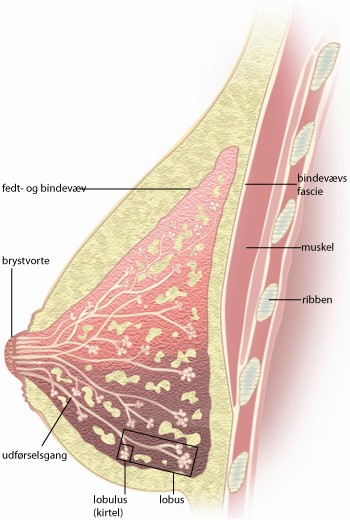 fedt- og bindevæv
bindevævs
fascie
muskel
brystvorte
ribben
udførselsgang
lobulus
(kirtel)
lobus